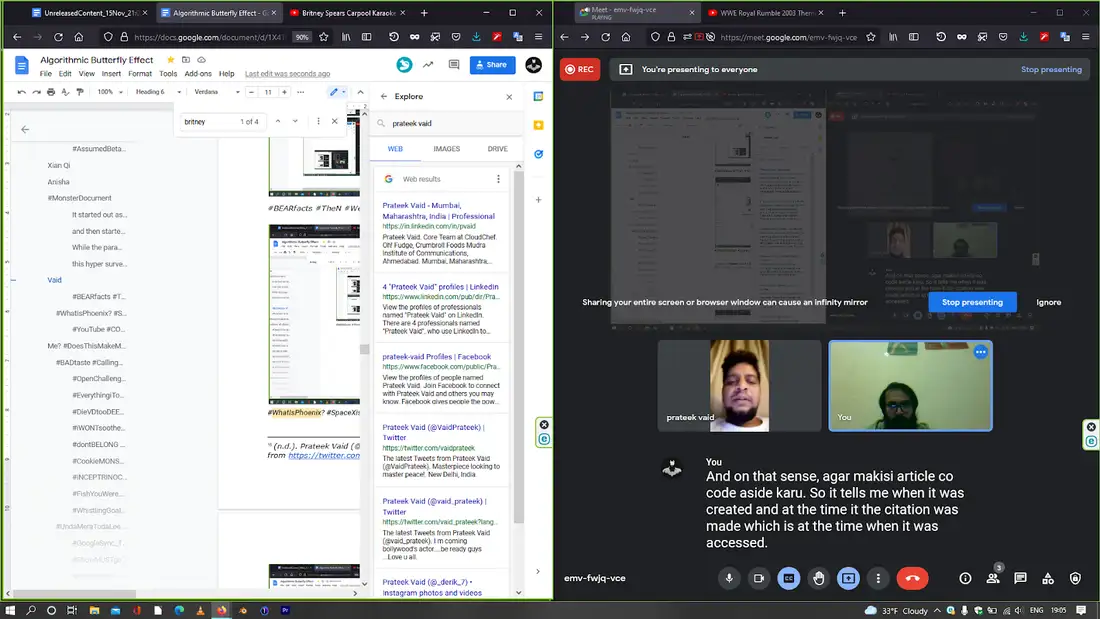 UnreleasedContent_15Nov_21
Algorithmic Butterfly Effect - G
Britney Spears Carpool Karaoke
https://docs.google.com/document/d/1X4
90%
Algorithmic Butterfly Effect
File Edit View Insert Format Tools Add-ons Help
Last edit was seconds ago
Share
100%
Heading 6
Verdana
11
britney
1 of 4
#AssumedBeta...
Xian Qi
Anisha
#MonsterDocument
It started out as...
and then starte...
While the para...
this hyper surve...
Vaid
#BEARfacts #T...
#WhatIsPhoenix? #S...
#YouTube #CO...
Me? #DoesThisMakeM...
#BADtaste #Calling...
#OpenChalleng...
#EverythingiTo...
#DieVDtooDEE...
#iWONTsoothe...
#dontBELONG ...
#CookieMONS...
#iNCEPTRINOC...
#FishYouWere...
#WhistlingGoal...
#UndaMeraTodaLee...
#GoogleSync_T...
#BEARfacts #TheN #We
#WhatIsPhoenix? #SpaceXis
(n.d.). Prateek Vaid (@
from https://twitter.com
Explore
prateek vaid
WEB
IMAGES
DRIVE
Web results
Prateek Vaid - Mumbai,
Maharashtra, India | Professional
https://in.linkedin.com/in/pvaid
Prateek Vaid. Core Team at CloudChef.
Oh! Fudge, Crumbroll Foods Mudra
Institute of Communications,
Ahmedabad. Mumbai, Maharashtra,...
4 "Prateek Vaid" profiles | LinkedIn
https://www.linkedin.com/pub/dir/Pra...
View the profiles of professionals
named "Prateek Vaid" on LinkedIn.
There are 4 professionals named
"Prateek Vaid", who use LinkedIn to...
prateek-vaid Profiles | Facebook
https://www.facebook.com/public/Pra...
View the profiles of people named
Prateek Vaid. Join Facebook to connect
with Prateek Vaid and others you may
know. Facebook gives people the pow...
Prateek Vaid (@VaidPrateek) |
Twitter
https://twitter.com/vaidprateek
The latest Tweets from Prateek Vaid
(@VaidPrateek). Masterpiece looking to
master peace!. New Delhi, India
Prateek Vaid (@vaid_prateek) |
Twitter
https://twitter.com/vaid_prateek?lang...
The latest Tweets from Prateek Vaid
(@vaid_prateek). I m coming
bollywood's actor....be ready guys
...Love u all.
Prateek Vaid (@_derik_7) •
Instagram photos and videos
Meet - emv-fwjq-vce
PLAYING
WWE Royal Rumble 2003 Them
https://meet.google.com/emv-fwjq-vce
REC
You're presenting to everyone
Stop presenting
Sharing your entire screen or browser window can cause an infinity mirror
Stop presenting
Ignore
prateek vaid
You
You
And on that sense, agar makisi article co
code aside karu. So it tells me when it was
created and at the time it the citation was
made which is at the time when it was
accessed.
emv-fwjq-vce
3
33°F Cloudy
ENG
19:05